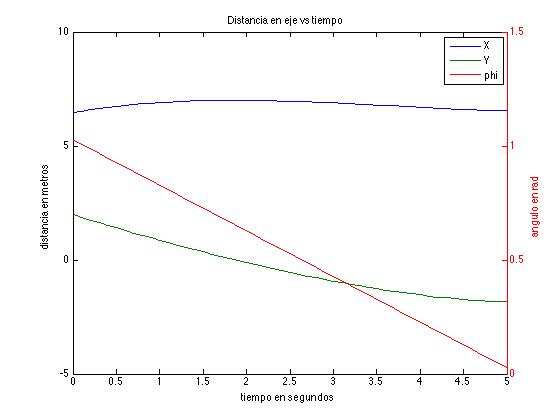 Distancia en eje vs tiempo
10
5
0
-5
distancia en metros
X
Y
phi
1.5
1
0.5
0
angulo en rad
0 0.5 1 1.5 2 2.5 3 3.5 4 4.5 5
tiempo en segundos